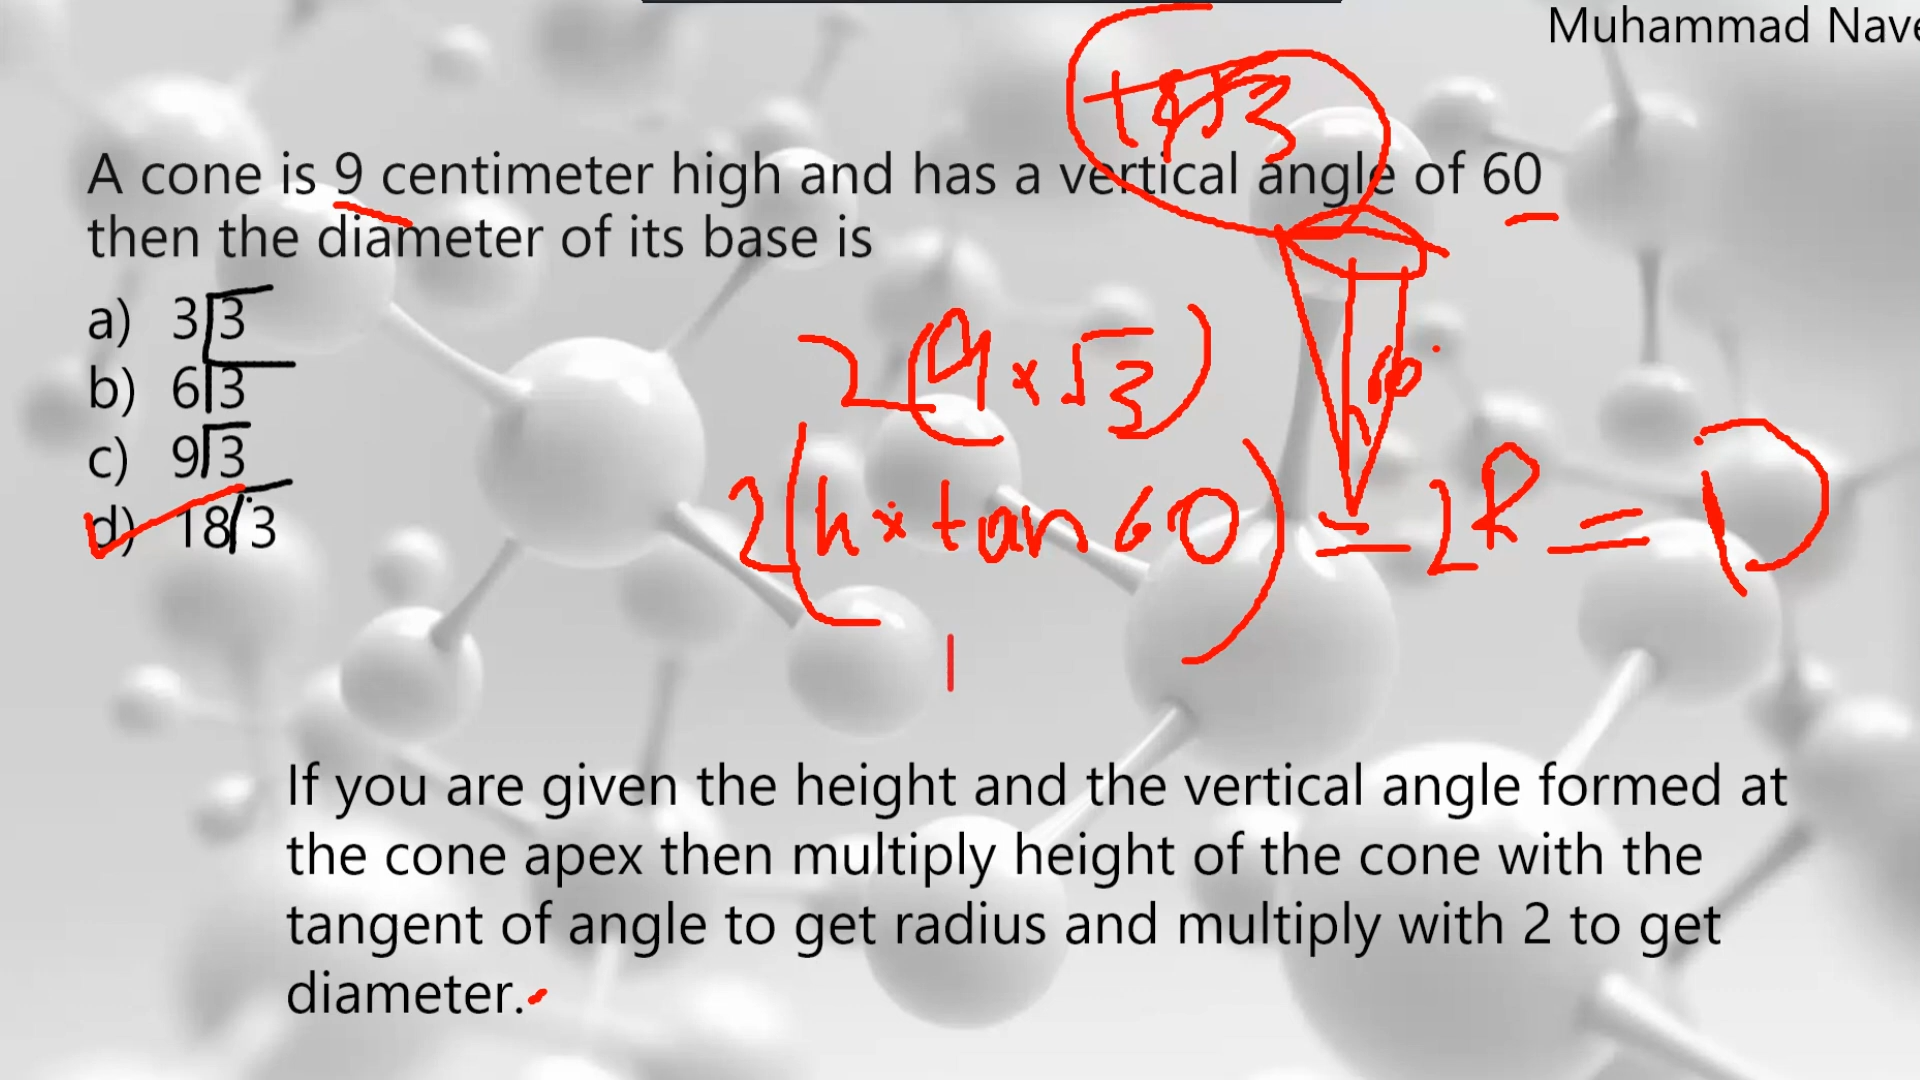 Muhammad Nave
18√3
A cone is 9 centimeter high and has a vertical angle of 60
then the diameter of its base is
a) 3√3
b) 6√3
c) 9√3
d) 18√3
2(9×√3)
60°
2(h×tan60)=2R=D
If you are given the height and the vertical angle formed at
the cone apex then multiply height of the cone with the
tangent of angle to get radius and multiply with 2 to get
diameter.